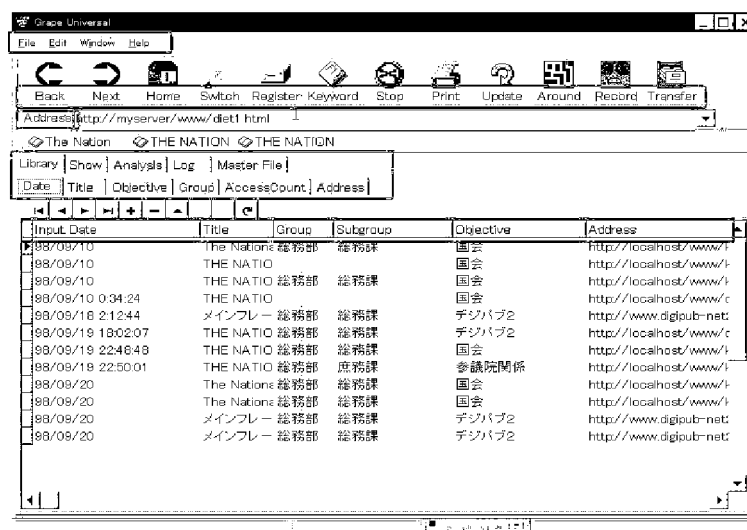 Grape Universal
File Edit Window Help
Back Next Home Switch Register Keyword Stop Print Update Around Record Transfer
Address http://myserver/www/diet1 html
The Nation THE NATION THE NATION
Library Show Analysis Log Master File
Date Title Objective Group AccessCount Address
Input Date Title Group Subgroup Objective Address
98/09/10 The Nationa 総務部 総務課 国会 http://localhost/www/
98/09/10 THE NATIO 国会 http://localhost/www/
98/09/10 THE NATIO 総務部 総務課 国会 http://localhost/www/
98/09/10 0:34:24 THE NATIO 国会 http://localhost/www/
98/09/18 2:12:44 メインフレー 総務部 総務課 デジパブ2 http://www.digipub-net
98/09/19 18:02:07 THE NATIO 総務部 総務課 デジパブ2 http://localhost/www/
98/09/19 22:48:48 THE NATIO 総務部 総務課 国会 http://localhost/www/
98/09/19 22:50:01 THE NATIO 総務部 庶務課 参議院関係 http://localhost/www/
98/09/20 The Nationa 総務部 総務課 国会 http://localhost/www/
98/09/20 The Nationa 総務部 総務課 国会 http://localhost/www/
98/09/20 メインフレー 総務部 総務課 デジパブ2 http://www.digipub-net
98/09/20 メインフレー 総務部 総務課 デジパブ2 http://www.digipub-net